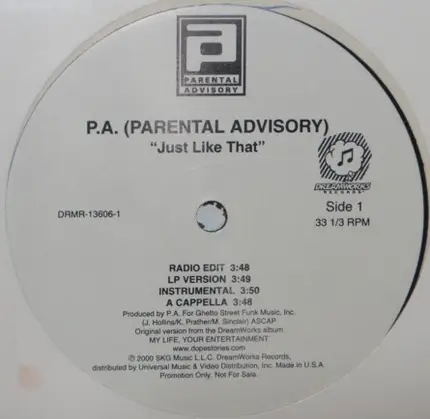 PARENTAL
ADVISORY
P.A. (PARENTAL ADVISORY)
"Just Like That"
DREAMWORKS
RECORDS
DRMR-13606-1
Side 1
33 1/3 RPM
RADIO EDIT 3:48
LP VERSION 3:49
INSTRUMENTAL 3:50
A CAPPELLA 3:48
Produced by P.A. For Ghetto Street Funk Music, Inc.
(J. Hollins/K. Prather/M. Sinclair) ASCAP
Original version from the DreamWorks album
MY LIFE, YOUR ENTERTAINMENT
www.dopestories.com
℗ 2000 SKG Music L.L.C. DreamWorks Records,
distributed by Universal Music & Video Distribution, Inc. Made in U.S.A.
Promotion Only. Not For Sale.